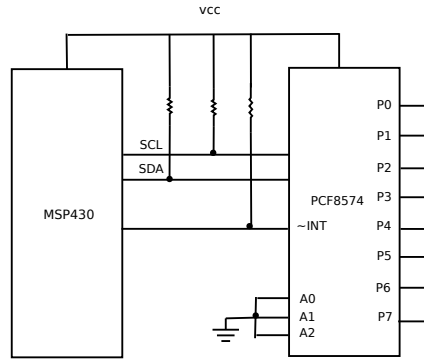 vcc
P0
P1
SCL
SDA
P2
P3
PCF8574
MSP430
~INT
P4
P5
P6
A0
A1
P7
A2